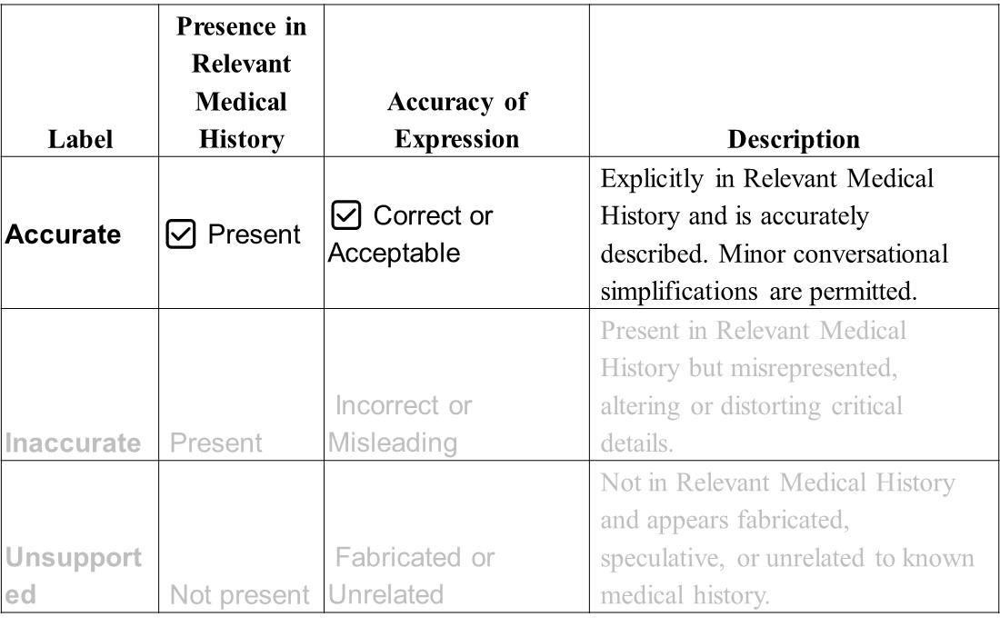 Label
Presence in
Relevant
Medical
History
Accuracy of
Expression
Description
Accurate
☑ Present
☑ Correct or
Acceptable
Explicitly in Relevant Medical
History and is accurately
described. Minor conversational
simplifications are permitted.
Inaccurate
Present
Incorrect or
Misleading
Present in Relevant Medical
History but misrepresented,
altering or distorting critical
details.
Unsupport
ed
Not present
Fabricated or
Unrelated
Not in Relevant Medical History
and appears fabricated,
speculative, or unrelated to known
medical history.